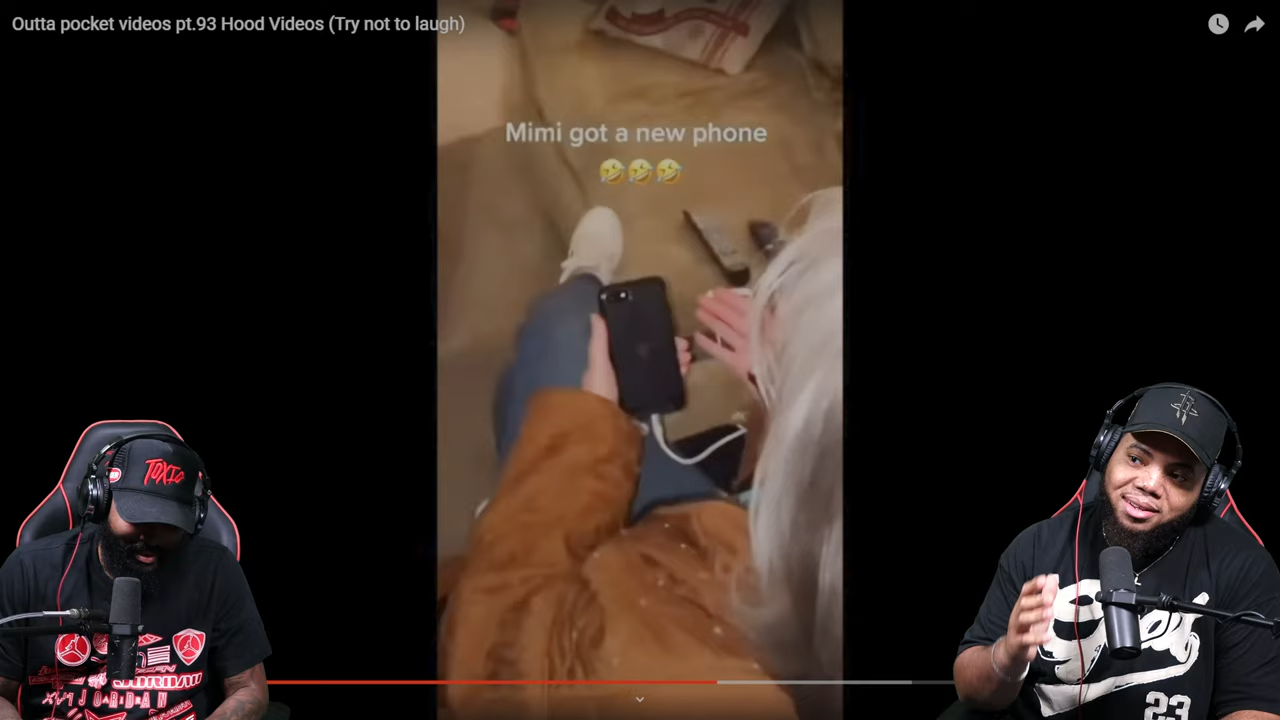 Outta pocket videos pt.93 Hood Videos (Try not to laugh)
Mimi got a new phone
🤣🤣🤣
TOXIC
JORDAN
23